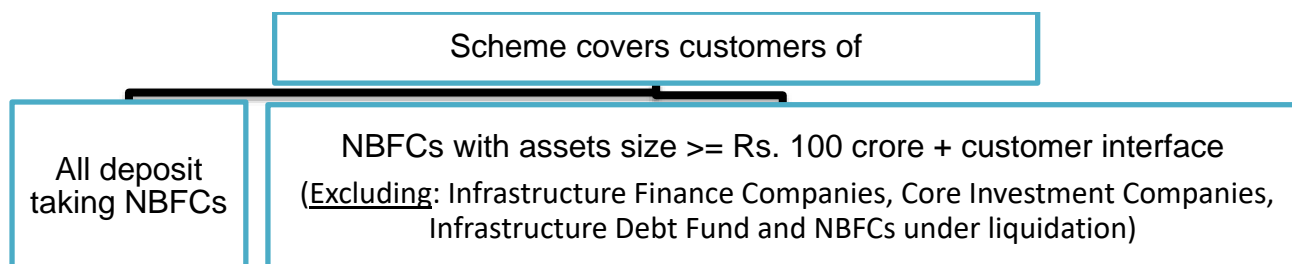 Scheme covers customers of
All deposit
taking NBFCs
NBFCs with assets size >= Rs. 100 crore + customer interface
(Excluding: Infrastructure Finance Companies, Core Investment Companies,
Infrastructure Debt Fund and NBFCs under liquidation)